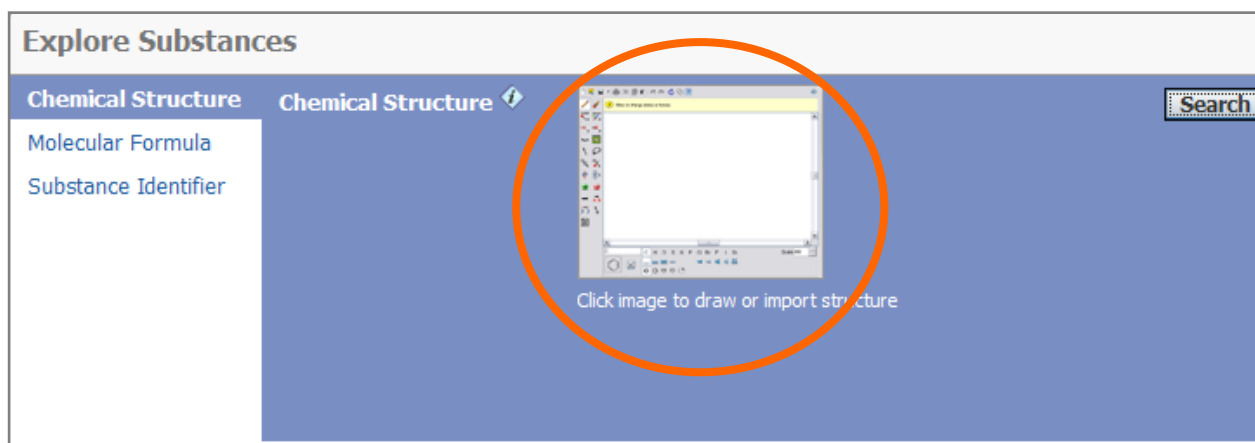 Explore Substances
Chemical Structure
Molecular Formula
Substance Identifier
Chemical Structure
Search
Click image to draw or import structure